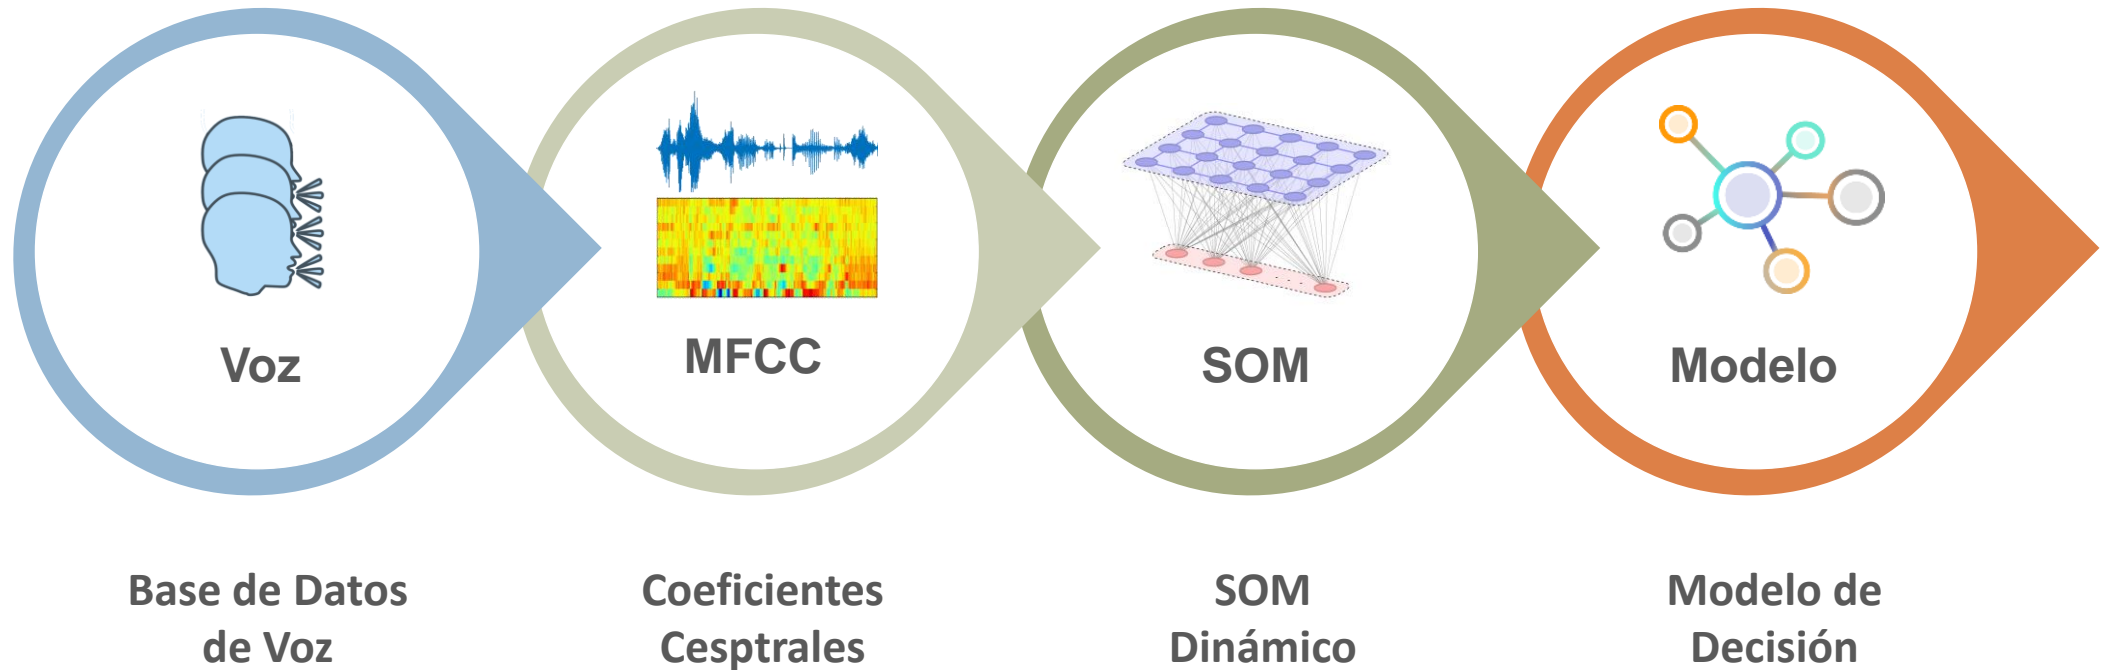 Voz
MFCC
SOM
Modelo
Base de Datos
de Voz
Coeficientes
Cesptrales
SOM
Dinámico
Modelo de
Decisión